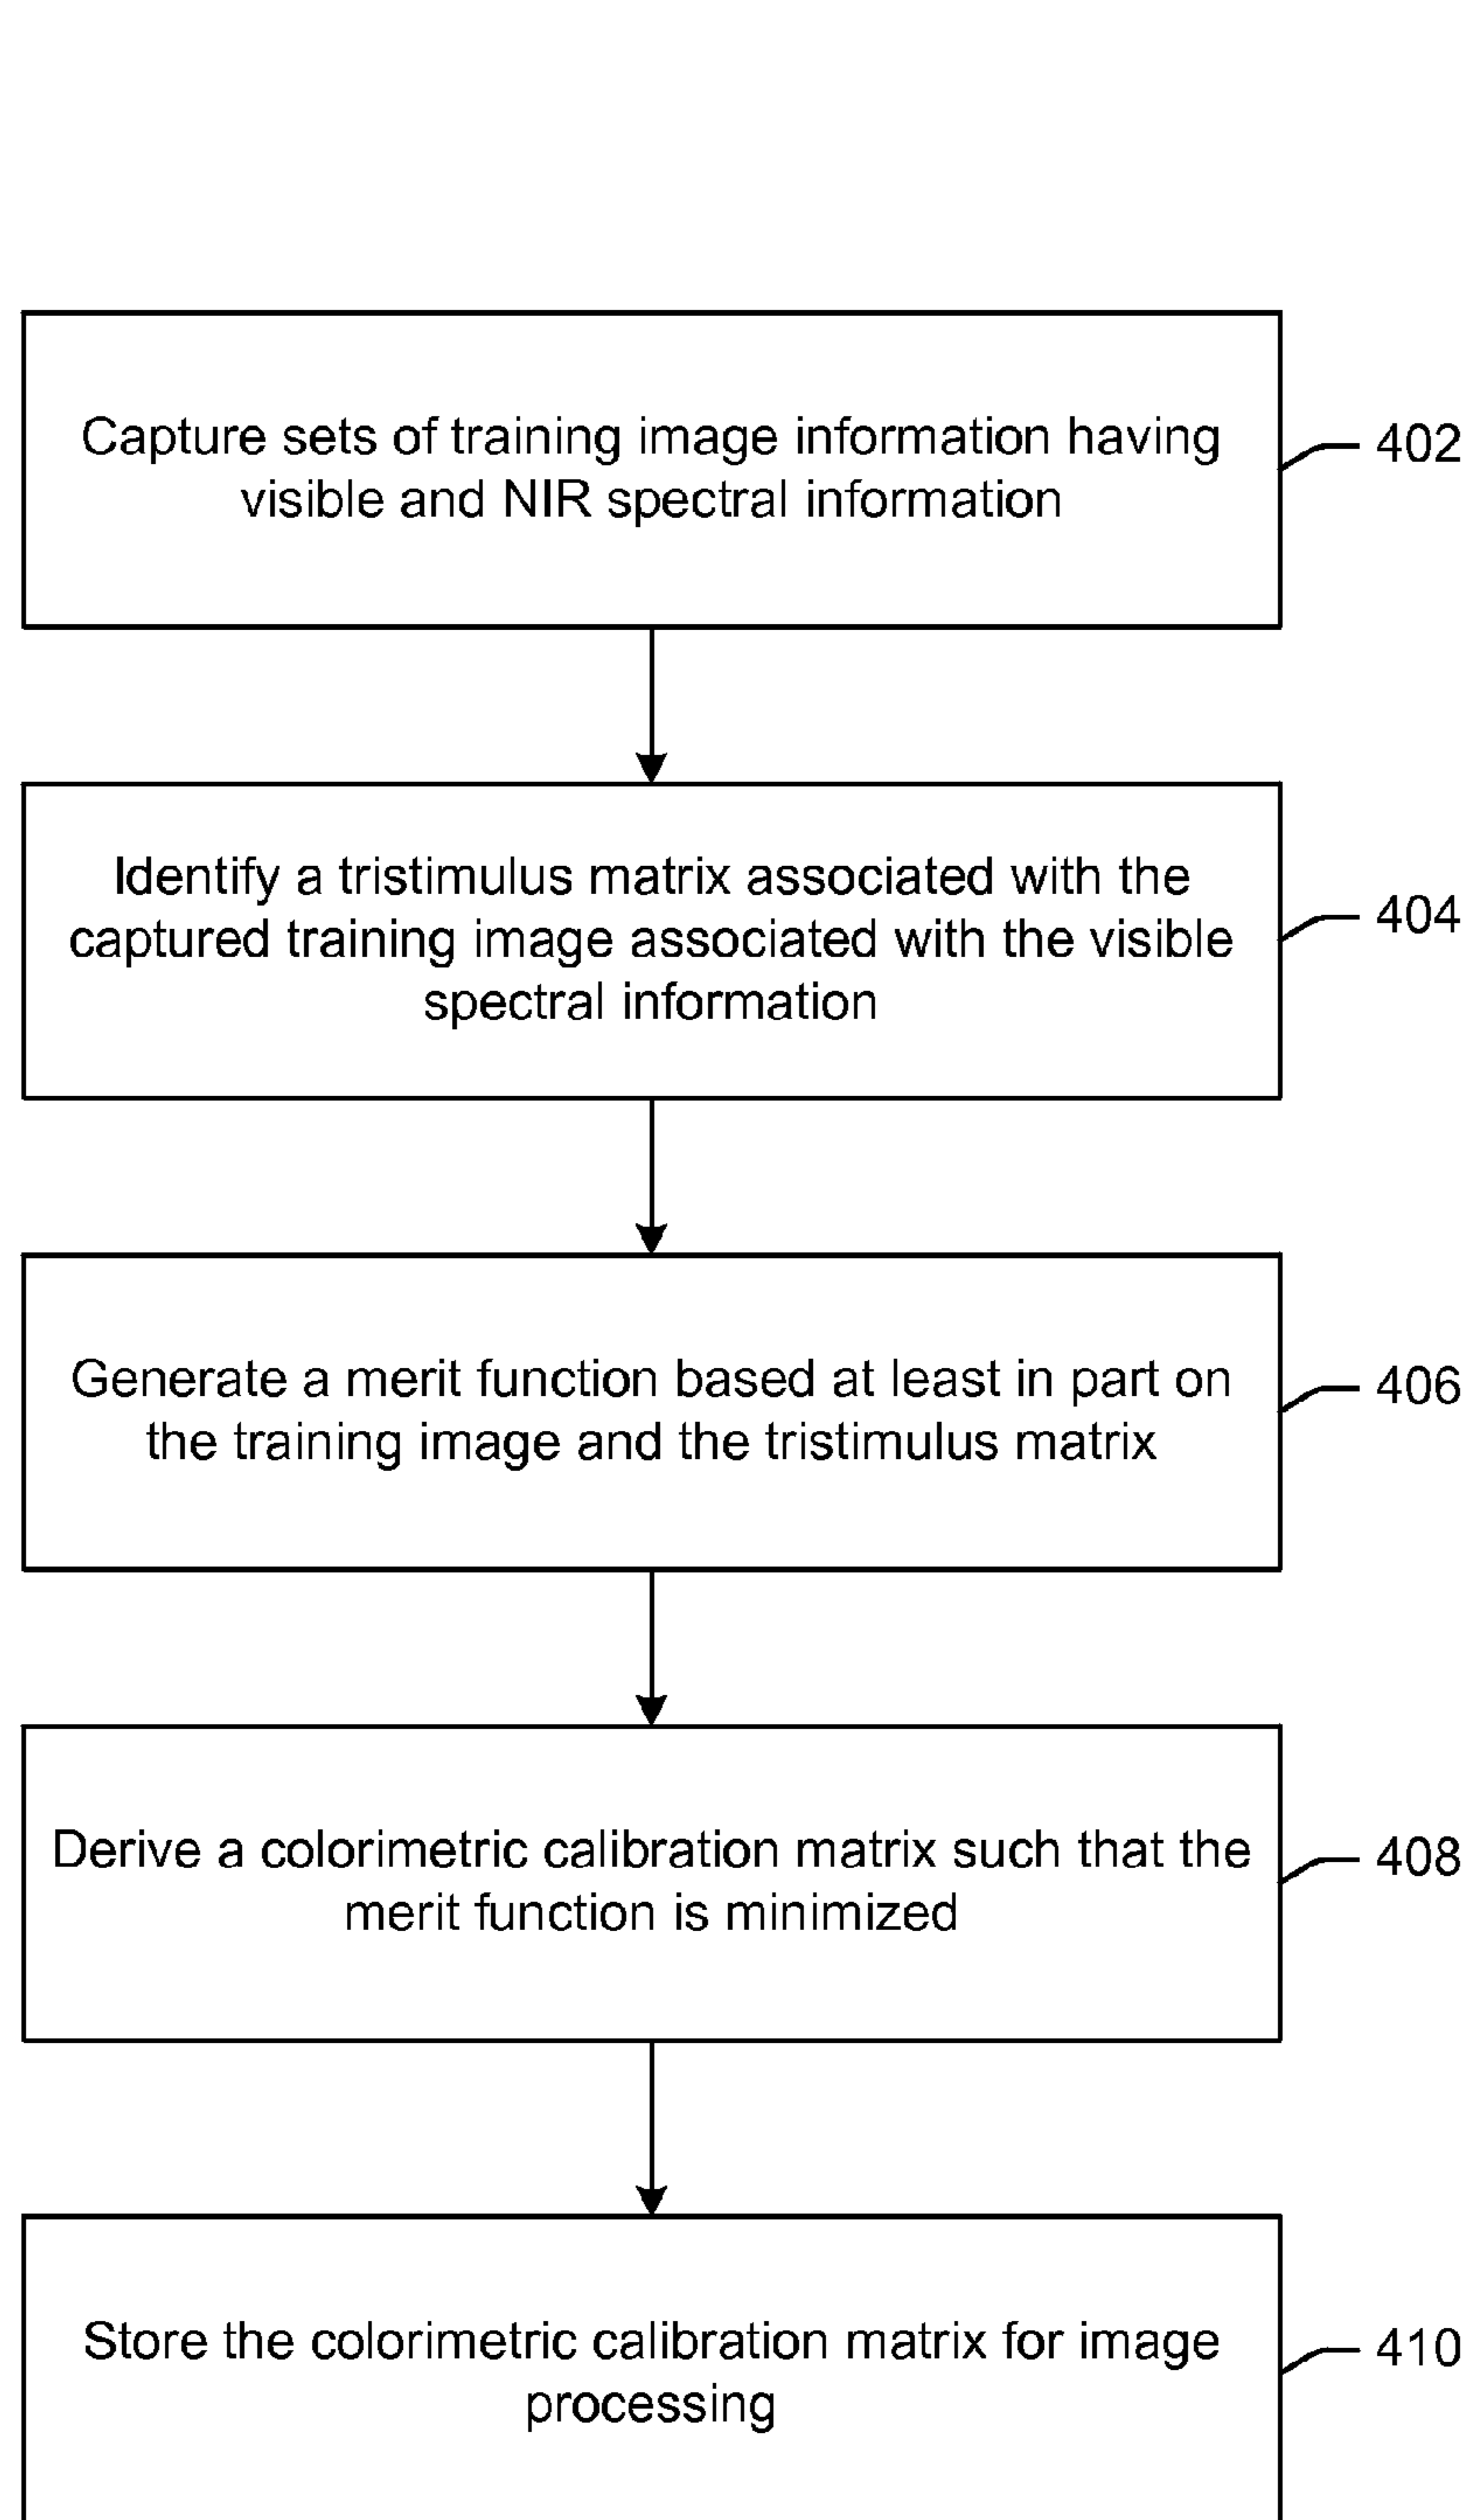 Capture sets of training image information having
visible and NIR spectral information
402
Identify a tristimulus matrix associated with the
captured training image associated with the visible
spectral information
404
Generate a merit function based at least in part on
the training image and the tristimulus matrix
406
Derive a colorimetric calibration matrix such that the
merit function is minimized
408
Store the colorimetric calibration matrix for image
processing
410